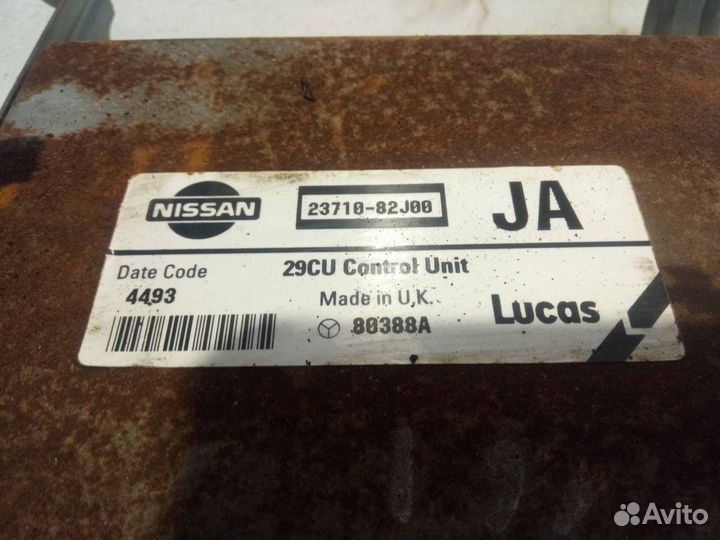 NISSAN
23710-82J00
JA
Date Code
4493
29CU Control Unit
Made in U.K.
80388A
Lucas
Avito